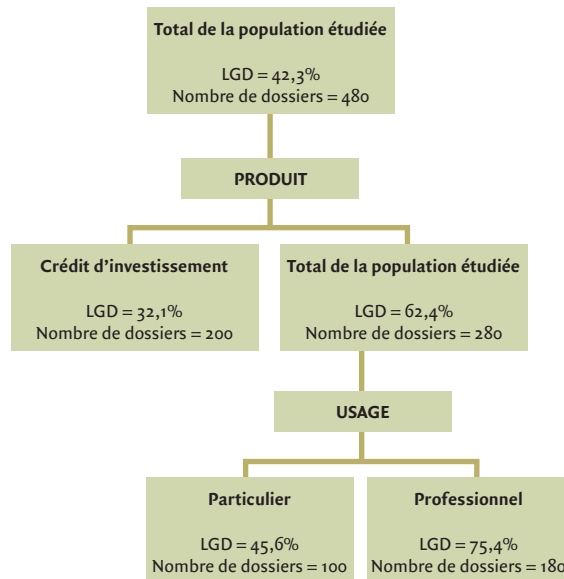 Total de la population étudiée
LGD = 42,3%
Nombre de dossiers = 480
PRODUIT
Crédit d'investissement
LGD = 32,1%
Nombre de dossiers = 200
Total de la population étudiée
LGD = 62,4%
Nombre de dossiers = 280
USAGE
Particulier
LGD = 45,6%
Nombre de dossiers = 100
Professionnel
LGD = 75,4%
Nombre de dossiers = 180